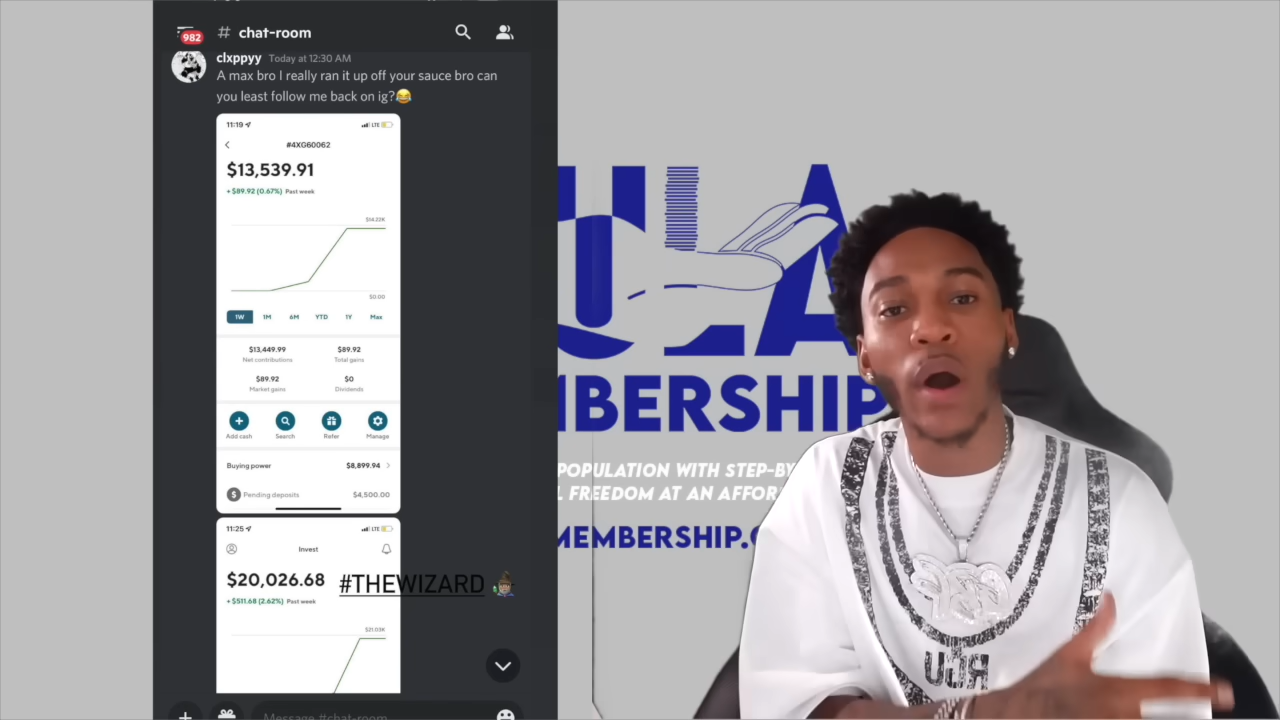 982
# chat-room
clxppyy Today at 12:30 AM
A max bro I really ran it up off your sauce bro can
you least follow me back on ig?😂
11:19 LTE
#4XG60062
$13,539.91
+$89.92 (0.67%) Past week
$14.22K
$0.00
1W 1M 6M YTD 1Y Max
$13,449.99 $89.92
Net contributions Total gains
$89.92 $0
Market gains Dividends
Add cash Search Refer Manage
Buying power $8,899.94
Pending deposits $4,500.00
11:25 LTE
Invest
$20,026.68
+$511.68 (2.62%) Past week
$21.03K
#THEWIZARD
Message #chat-room
ULA
MBERSHIP
POPULATION WITH STEP-BY
FREEDOM AT AN AFFOR
MEMBERSHIP.